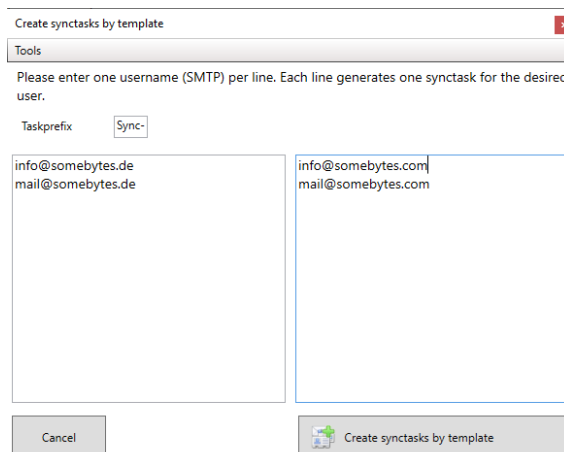 Create synctasks by template
Tools
Please enter one username (SMTP) per line. Each line generates one synctask for the desired
user.
Taskprefix Sync-
info@somebytes.de
mail@somebytes.de
info@somebytes.com
mail@somebytes.com
Cancel
Create synctasks by template